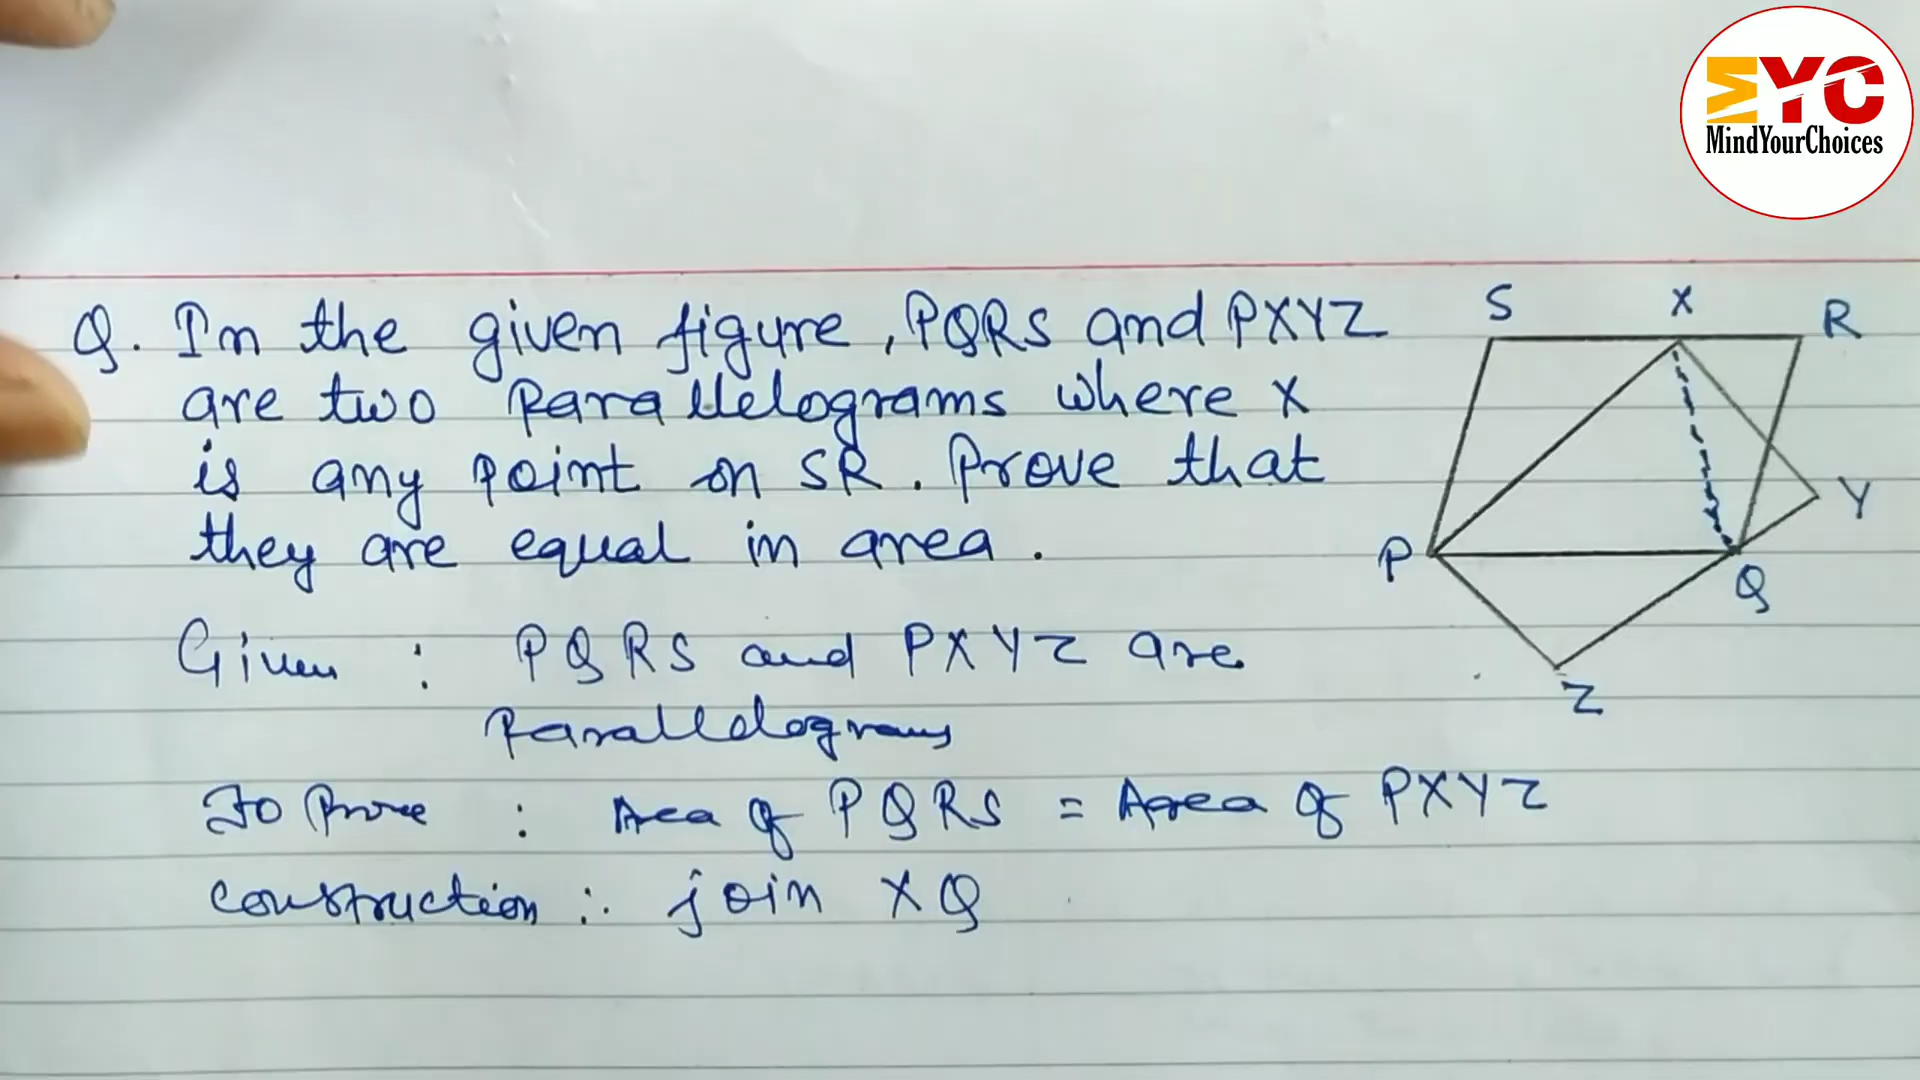 MYC
MindYourChoices
Q. In the given figure, PQRS and PXYZ
are two parallelograms where X
is any point on SR. Prove that
they are equal in area.
S X R
Y
P
Q
Z
Given : PQRS and PXYZ are
Parallelograms
To Prove : Area of PQRS = Area of PXYZ
Construction : join XQ